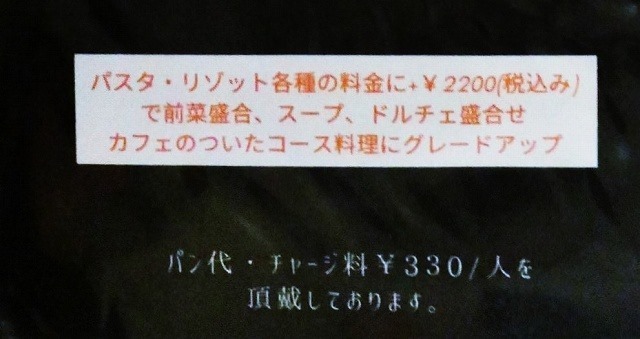 パスタ・リゾット各種の料金に+￥2200(税込み)
で前菜盛合、スープ、ドルチェ盛合せ
カフェのついたコース料理にグレードアップ
パン代・チャージ料￥330/人を
頂戴しております。